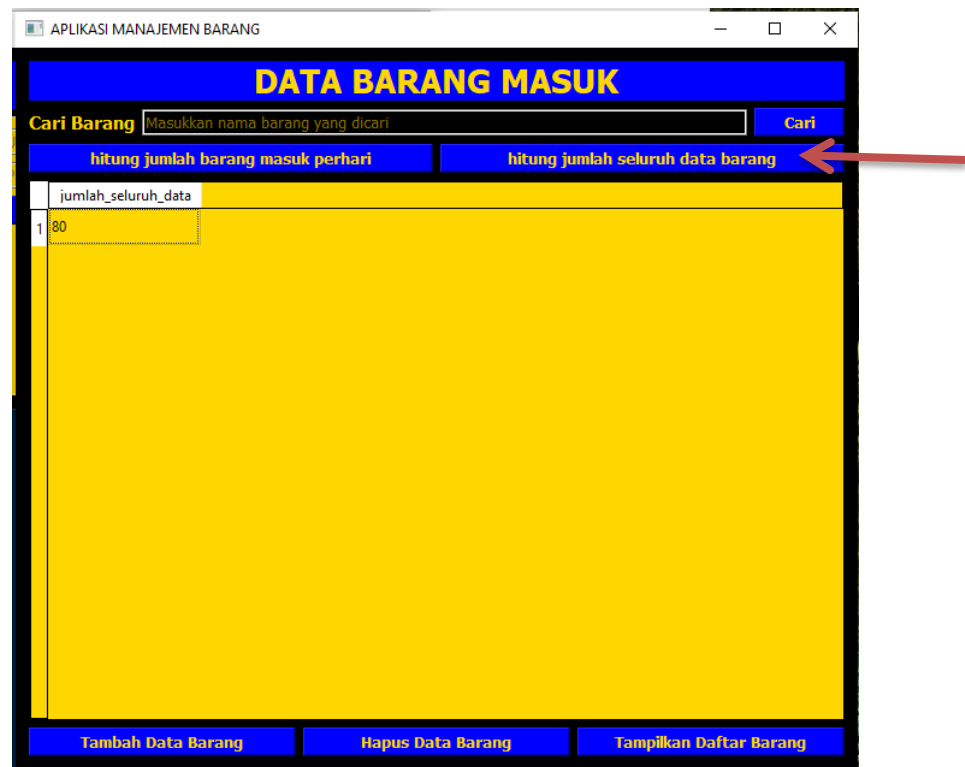 APLIKASI MANAJEMEN BARANG
DATA BARANG MASUK
Cari Barang Masukkan nama barang yang dicari Cari
hitung jumlah barang masuk perhari hitung jumlah seluruh data barang
jumlah_seluruh_data
1 80
Tambah Data Barang Hapus Data Barang Tampilkan Daftar Barang